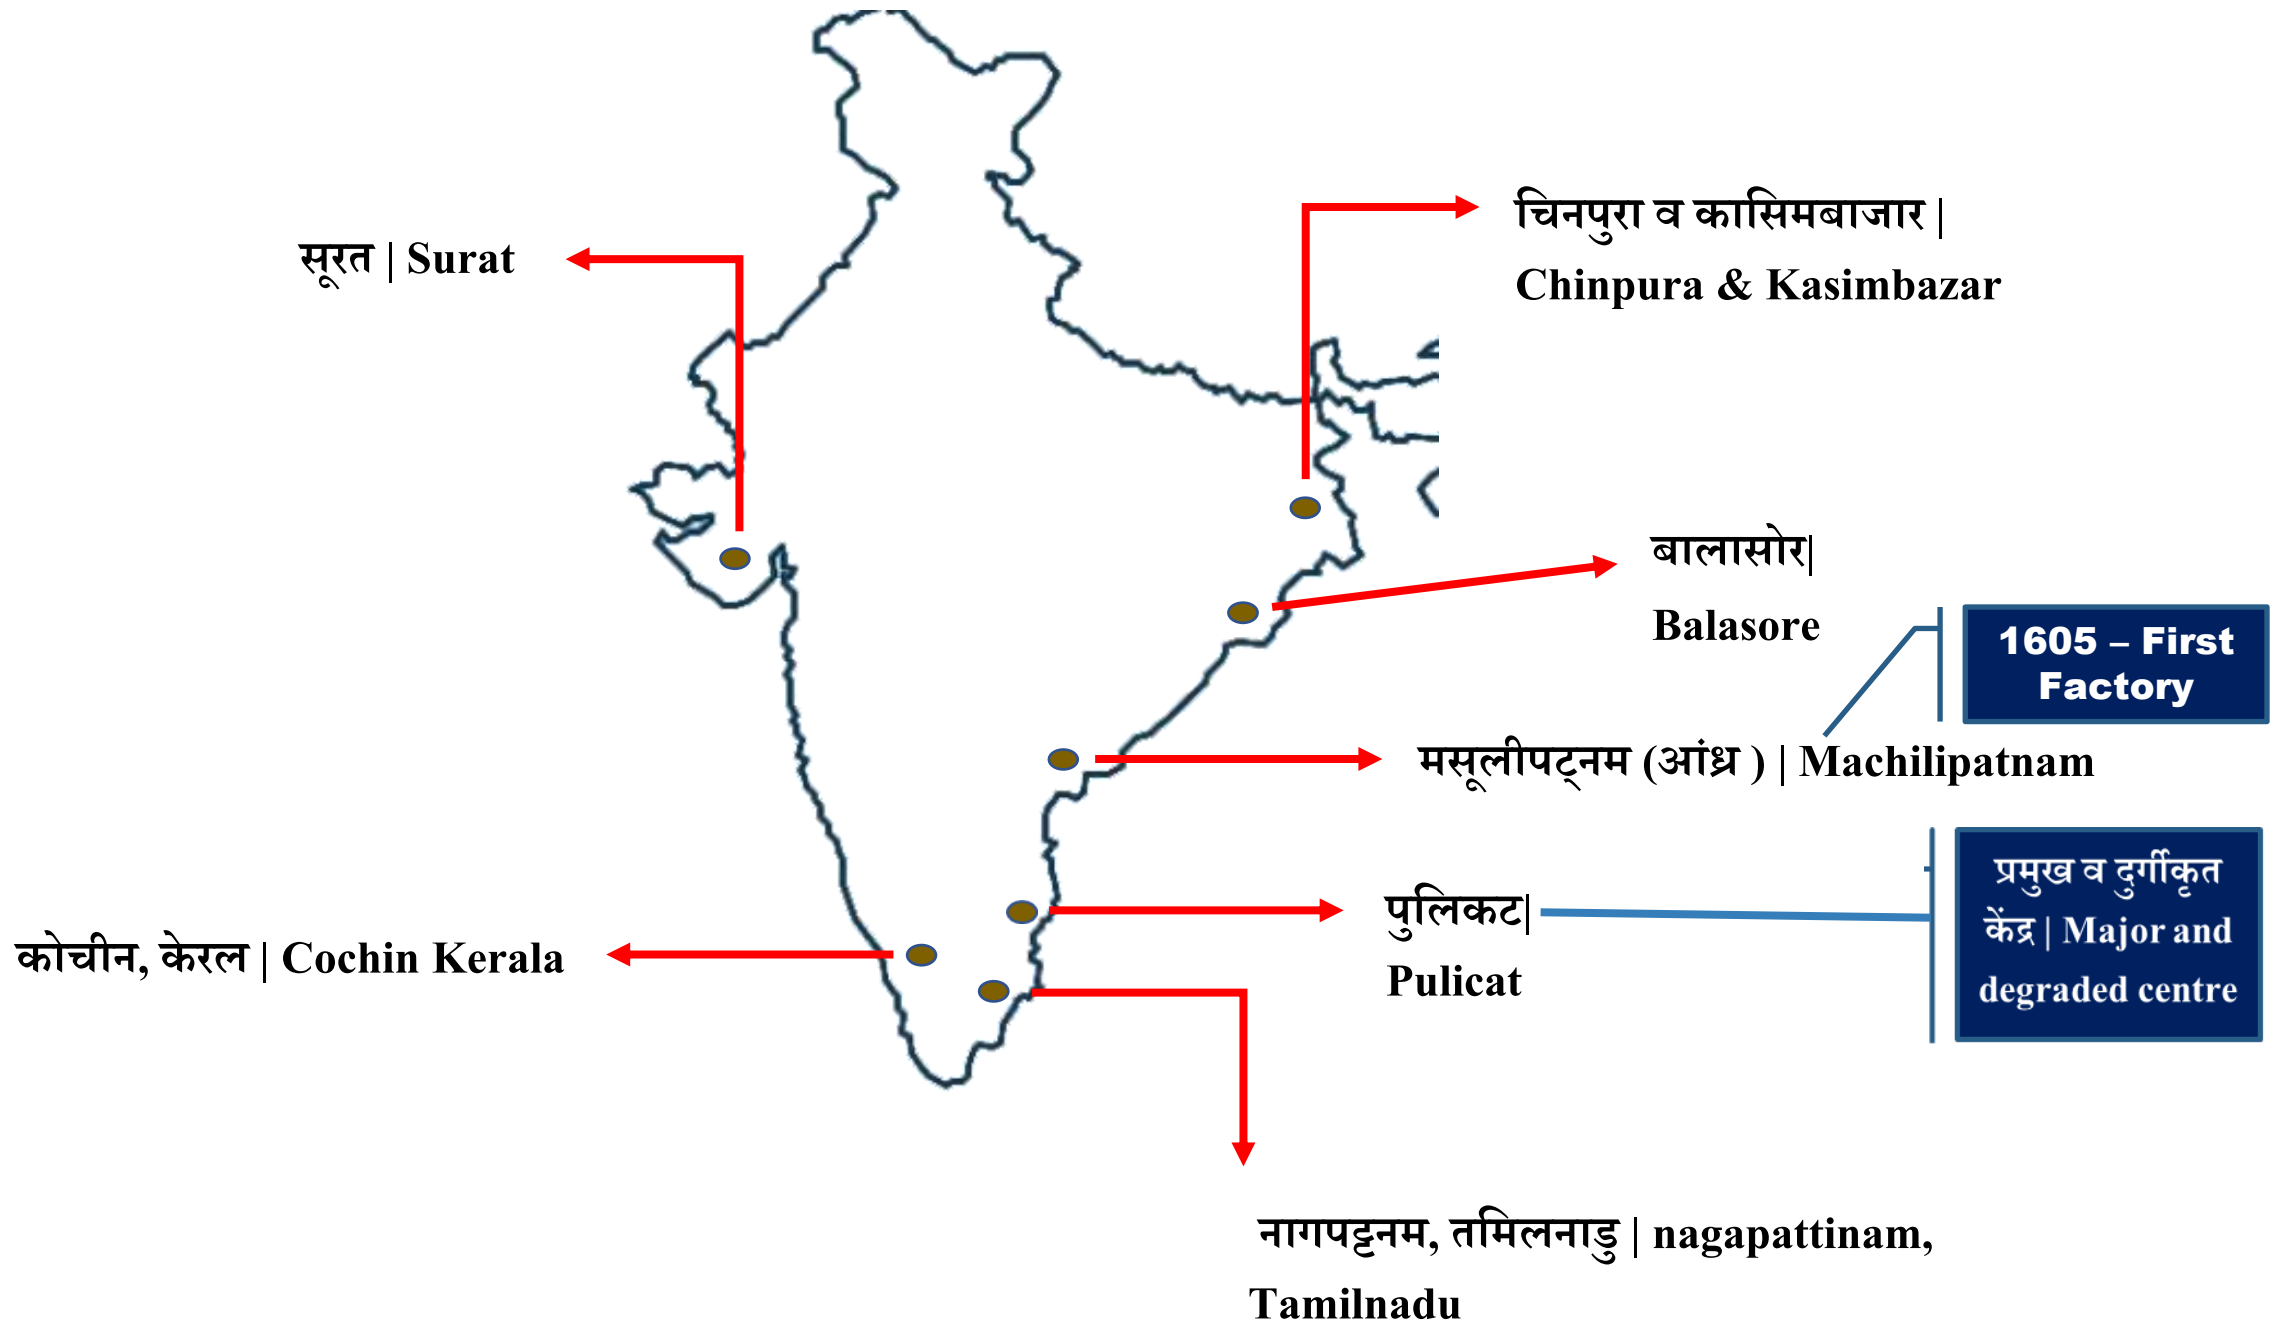 चिनपुरा व कासिमबाजार |
Chinpura & Kasimbazar
सूरत | Surat
बालासोर|
Balasore
1605 – First
Factory
मसूलीपट्नम (आंध्र ) | Machilipatnam
प्रमुख व दुर्गीकृत
केंद्र | Major and
degraded centre
पुलिकट|
Pulicat
कोचीन, केरल | Cochin Kerala
नागपट्टनम, तमिलनाडु | nagapattinam,
Tamilnadu